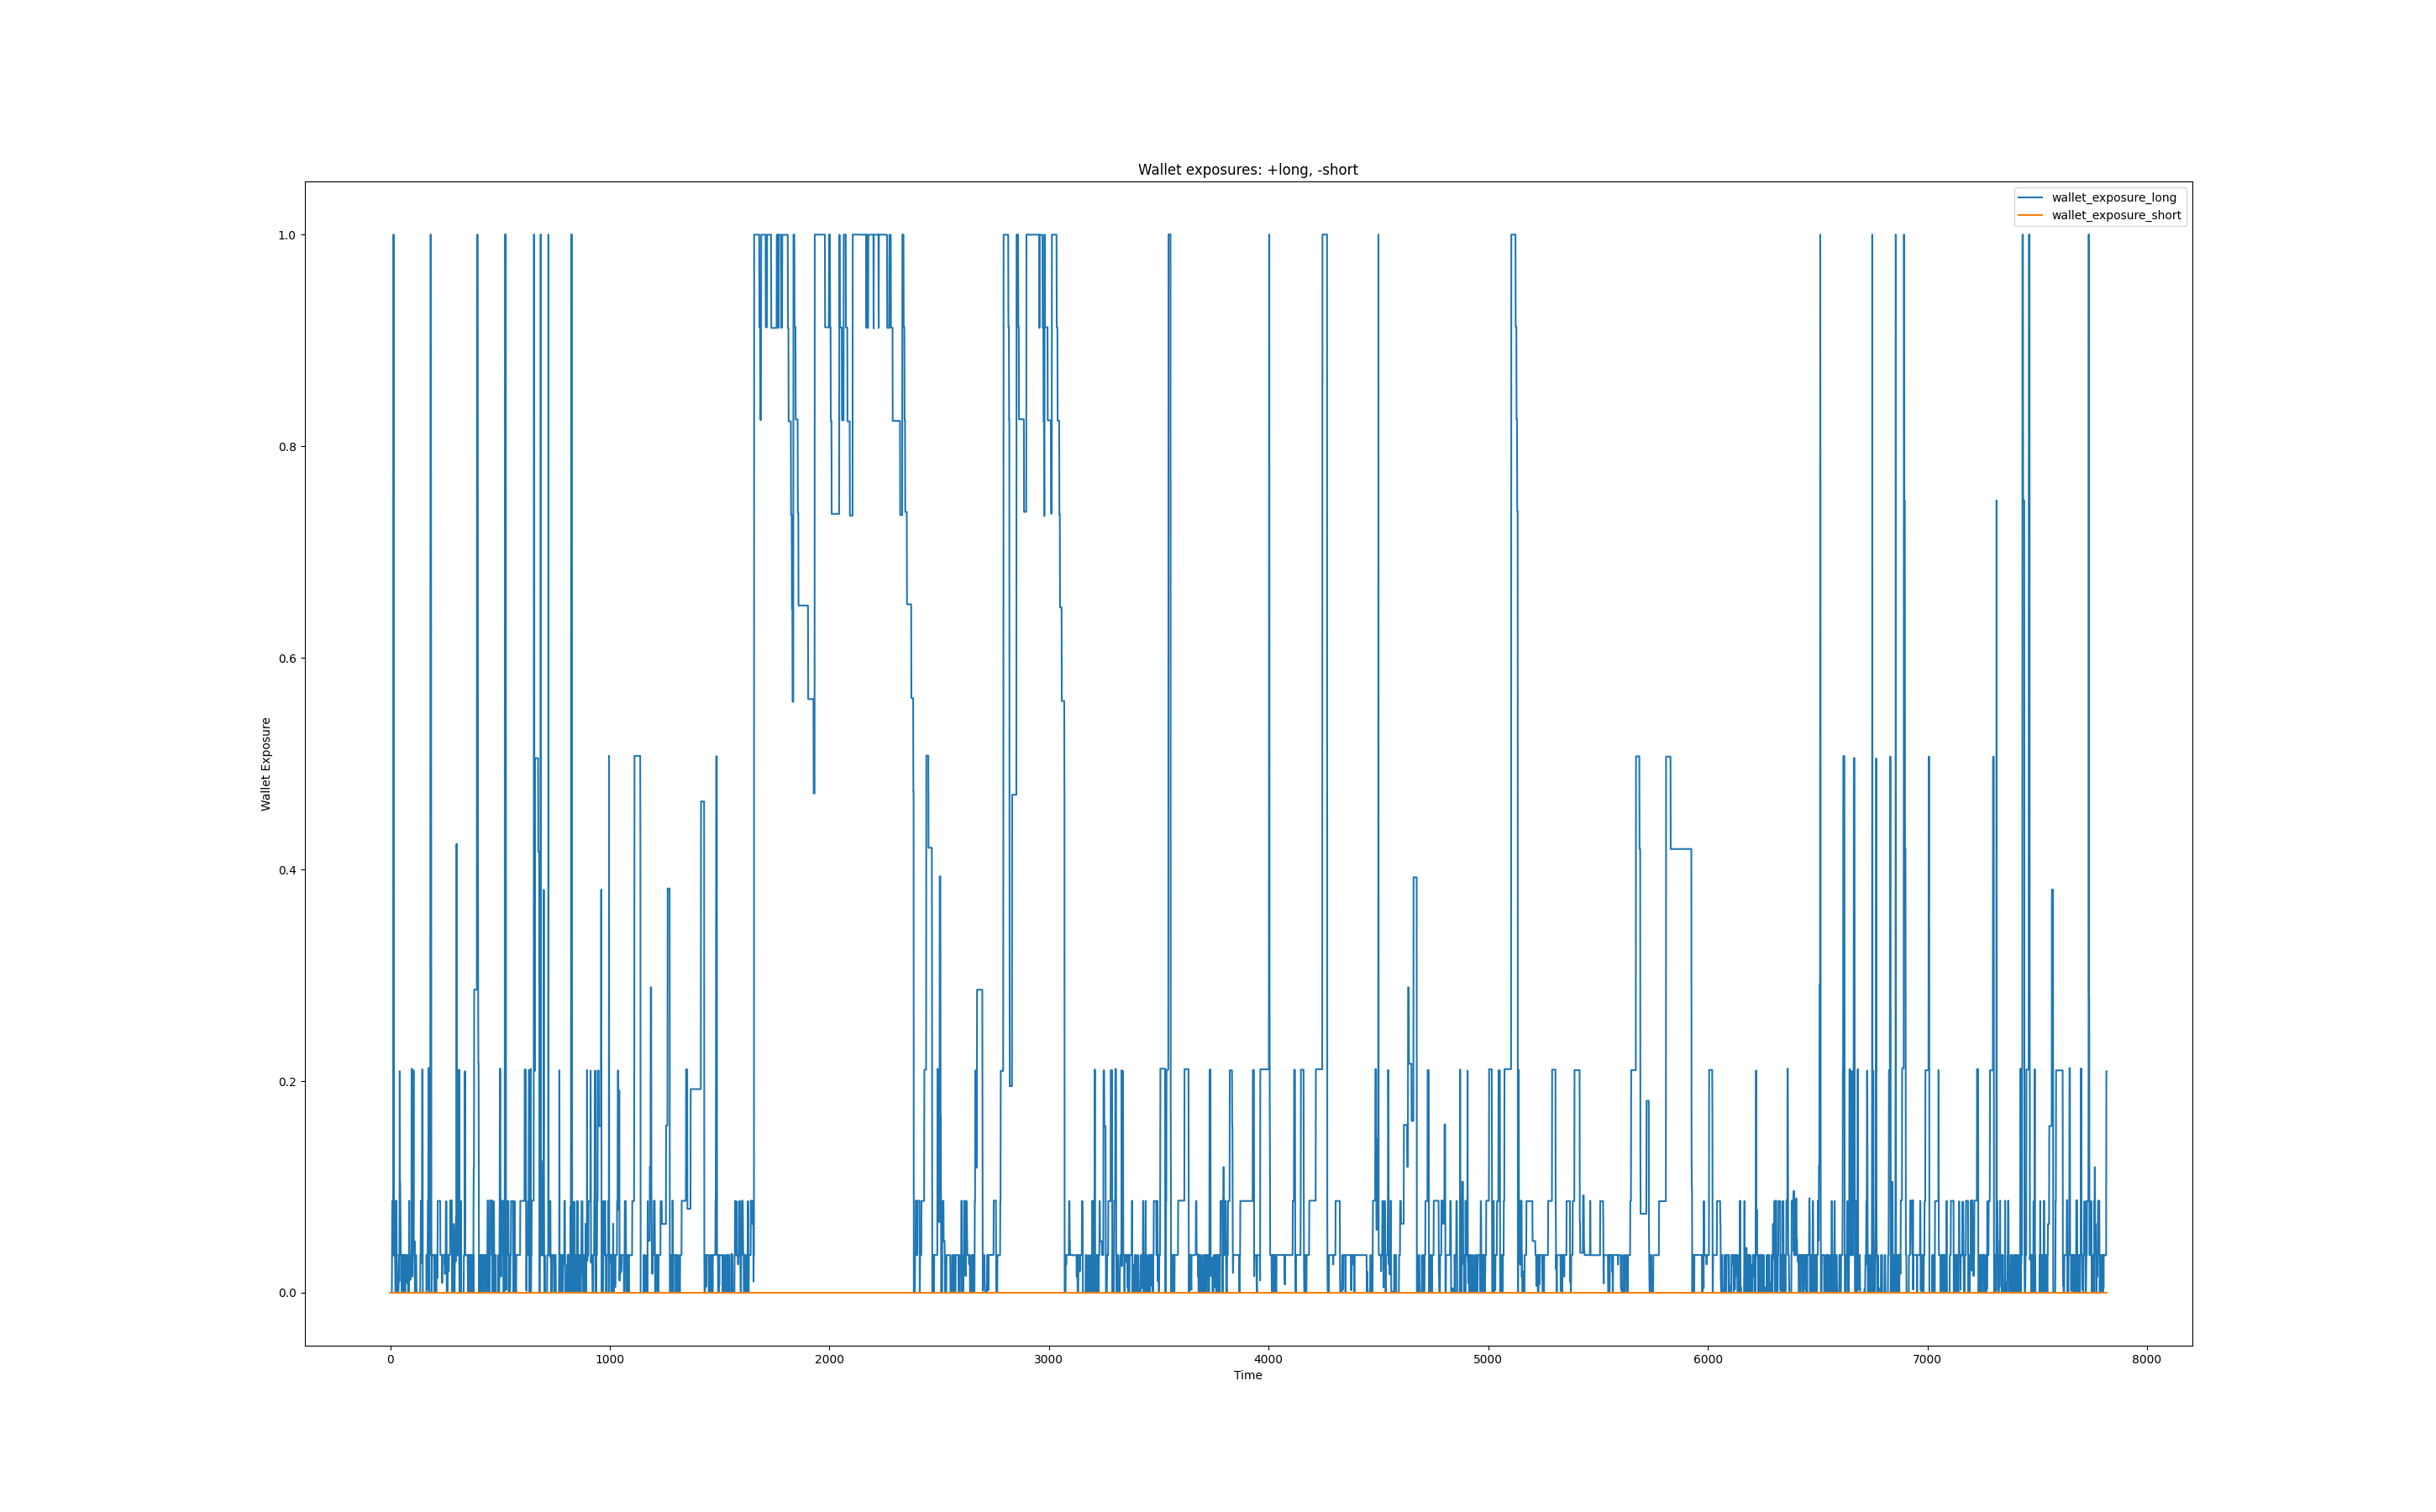 Wallet exposures: +long, -short
wallet_exposure_long
wallet_exposure_short
1.0
0.8
0.6
0.4
0.2
0.0
Wallet Exposure
0 1000 2000 3000 4000 5000 6000 7000 8000
Time